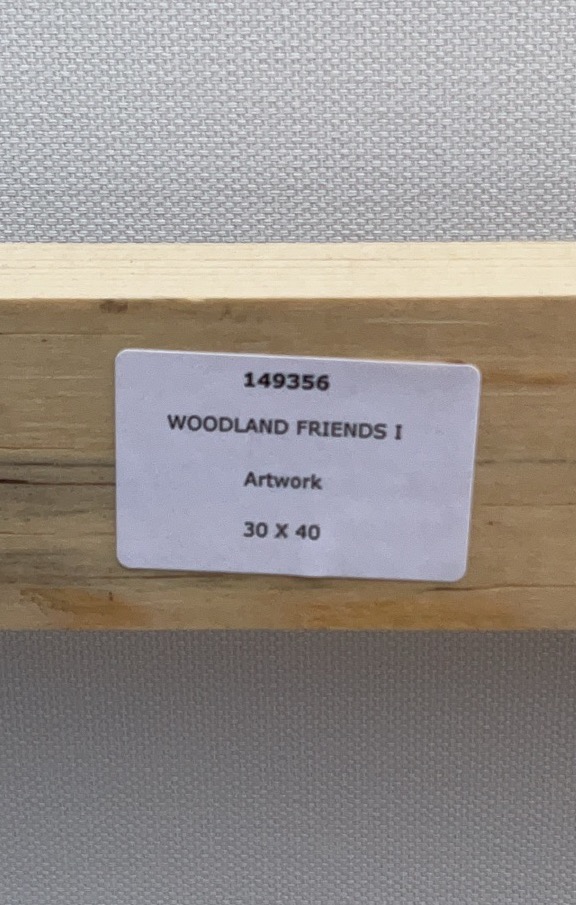 149356
WOODLAND FRIENDS I
Artwork
30 X 40